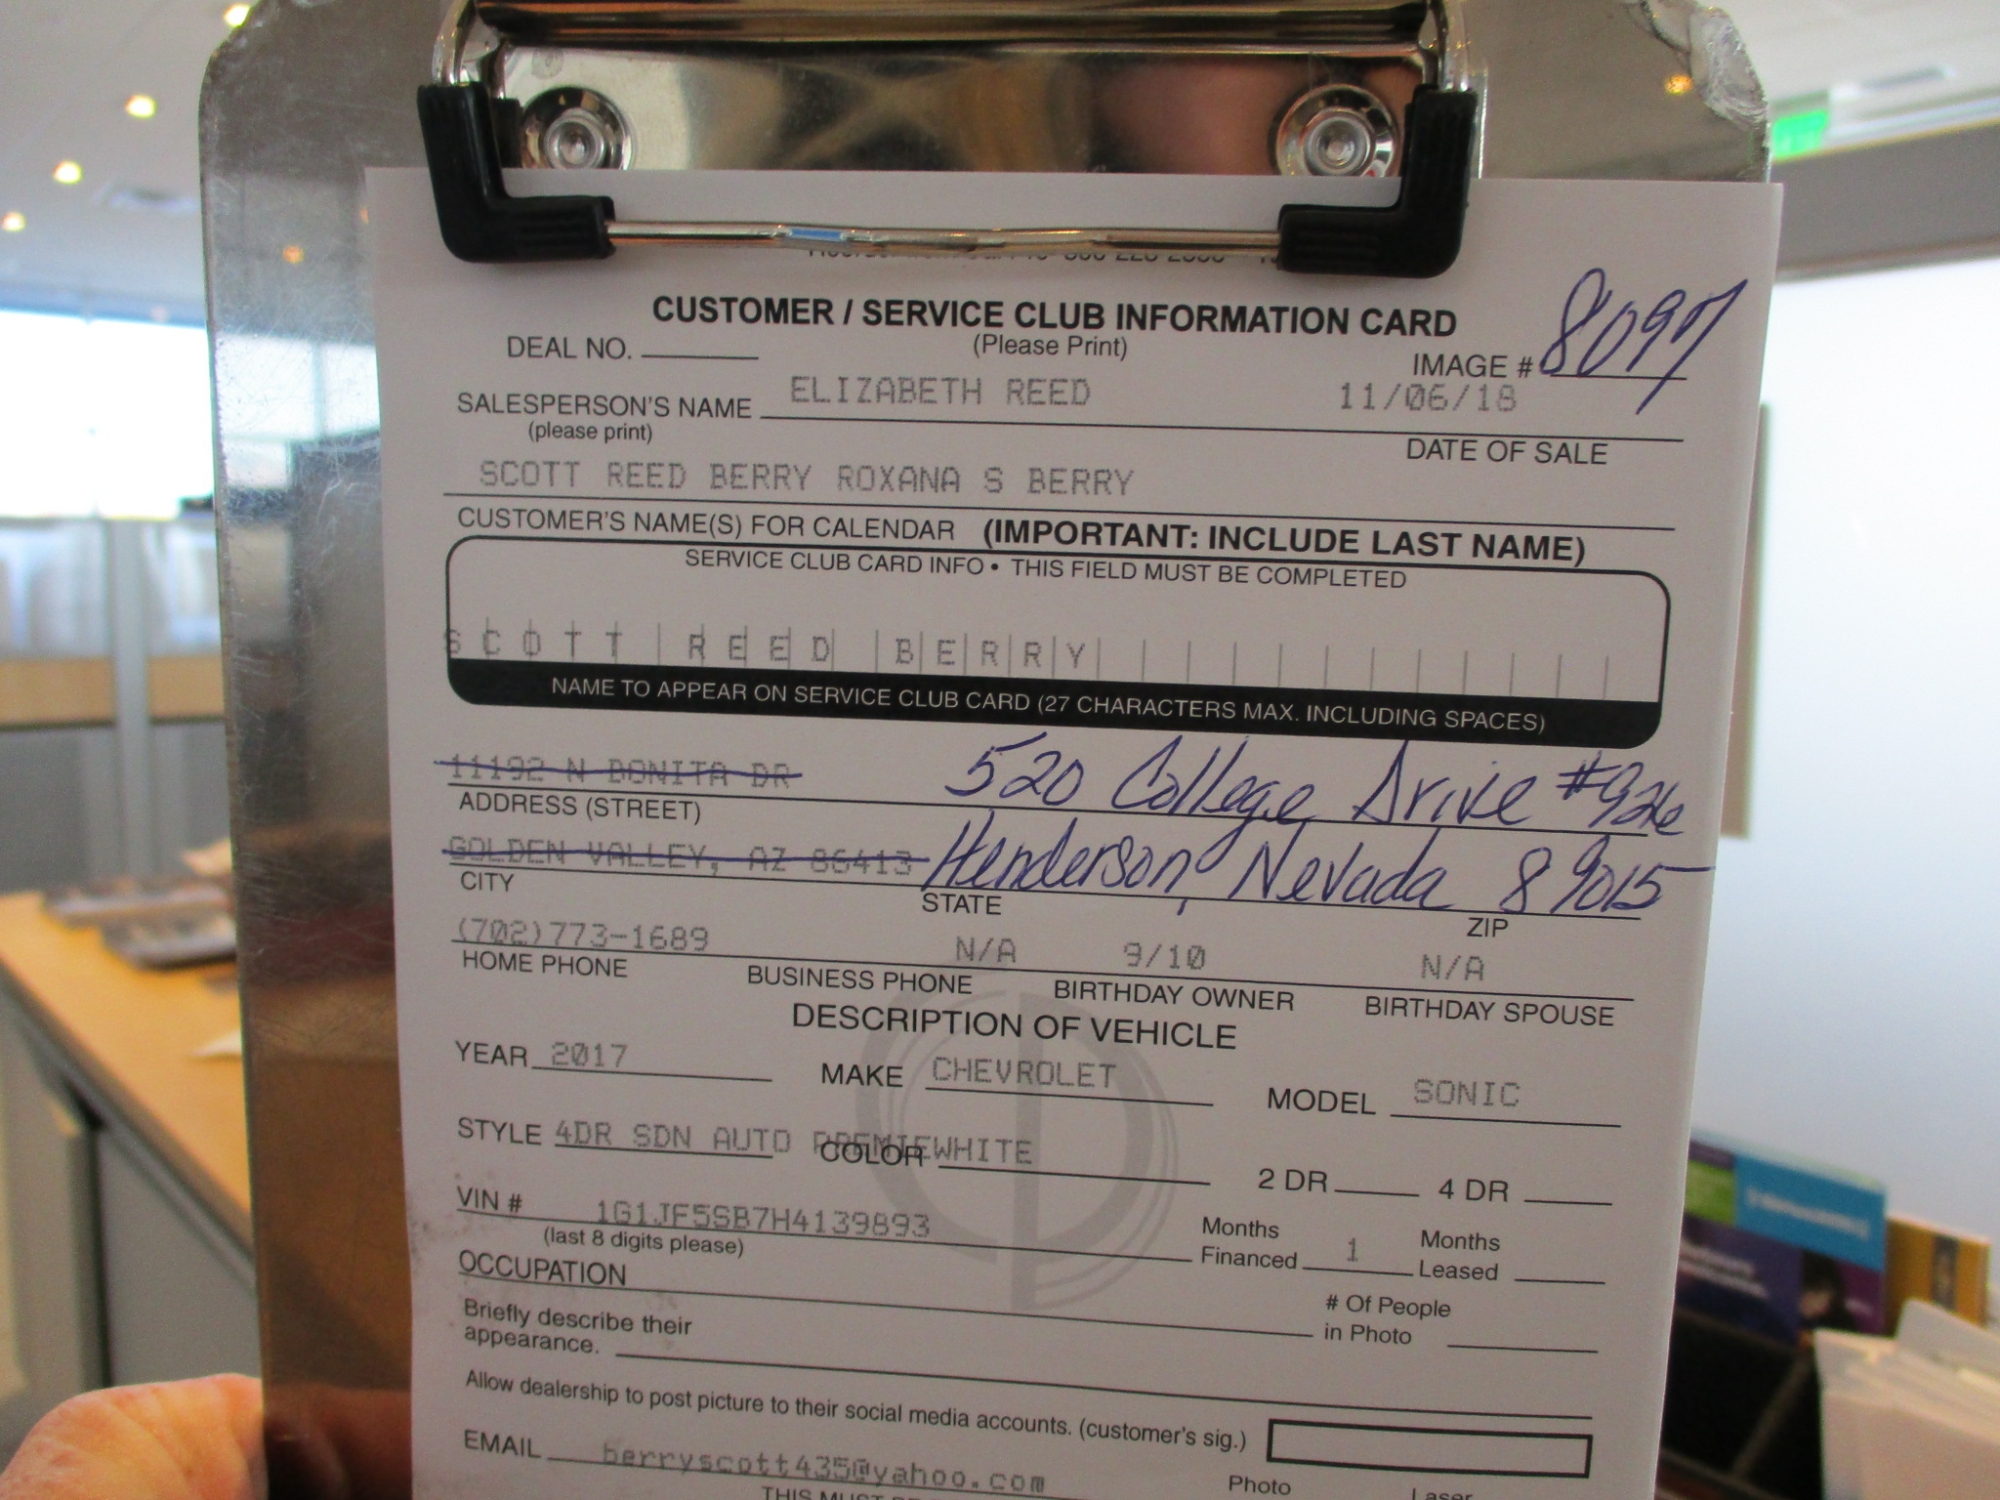 CUSTOMER / SERVICE CLUB INFORMATION CARD
(Please Print)
DEAL NO.
IMAGE # 8097
SALESPERSON'S NAME ELIZABETH REED 11/06/18
(please print)
DATE OF SALE
SCOTT REED BERRY ROXANA S BERRY
CUSTOMER'S NAME(S) FOR CALENDAR (IMPORTANT: INCLUDE LAST NAME)
SERVICE CLUB CARD INFO • THIS FIELD MUST BE COMPLETED
SCOTT REED BERRY
NAME TO APPEAR ON SERVICE CLUB CARD (27 CHARACTERS MAX. INCLUDING SPACES)
11192 N BONITA DR 520 College Drive #926
ADDRESS (STREET)
GOLDEN VALLEY, AZ 86413 Henderson, Nevada 89015
CITY STATE ZIP
(702)773-1689 N/A 9/10 N/A
HOME PHONE BUSINESS PHONE BIRTHDAY OWNER BIRTHDAY SPOUSE
DESCRIPTION OF VEHICLE
YEAR 2017 MAKE CHEVROLET MODEL SONIC
STYLE 4DR SDN AUTO PREMIE COLOR WHITE 2 DR 4 DR
VIN # 1G1JF5SB7H4139893
(last 8 digits please)
Months Financed 1 Months Leased
OCCUPATION
# Of People in Photo
Briefly describe their
appearance.
Allow dealership to post picture to their social media accounts. (customer's sig.)
EMAIL berryscott435@yahoo.com
Photo Laser